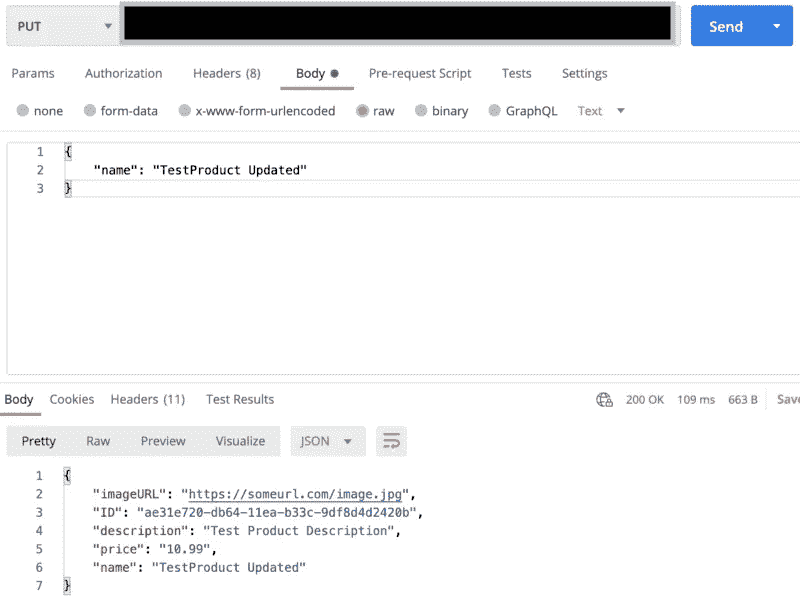 PUT Send
Params Authorization Headers (8) Body Pre-request Script Tests Settings
none form-data x-www-form-urlencoded raw binary GraphQL Text
1 {
2 "name": "TestProduct Updated"
3 }
Body Cookies Headers (11) Test Results 200 OK 109 ms 663 B Save
Pretty Raw Preview Visualize JSON
1 {
2 "imageURL": "https://someurl.com/image.jpg",
3 "ID": "ae31e720-db64-11ea-b33c-9df8d4d2420b",
4 "description": "Test Product Description",
5 "price": "10.99",
6 "name": "TestProduct Updated"
7 }